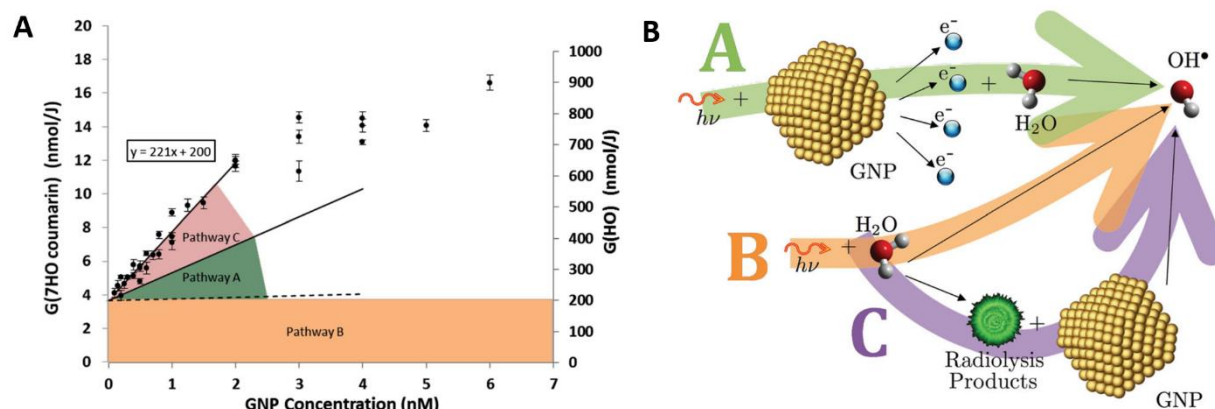 A
G(7HO coumarin) (nmol/J)
20
18
16
14
12
10
8
6
4
2
0
y = 221x + 200
Pathway C
Pathway A
Pathway B
0 1 2 3 4 5 6 7
GNP Concentration (nM)
1000
900
800
700
600
500
400
300
200
100
0
G(HO) (nmol/J)
B
A
hν
+
GNP
e-
e-
e-
e-
+
H2O
OH•
B
hν
+
H2O
C
Radiolysis
Products
+
GNP